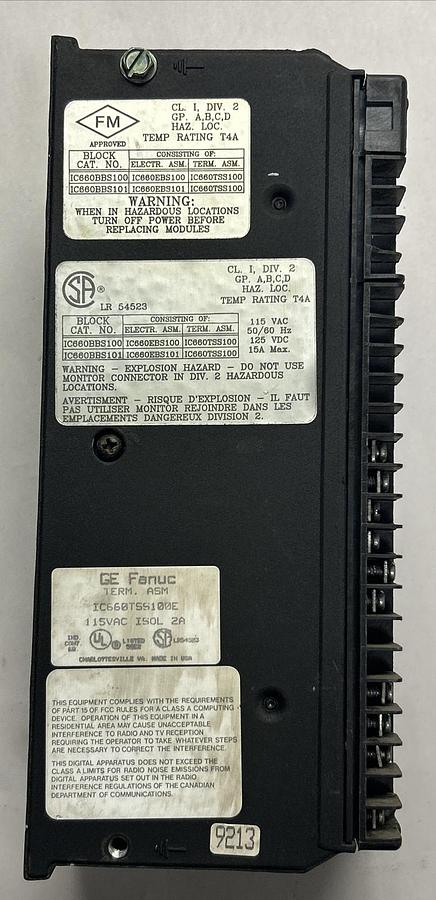 FM
APPROVED
CL. I, DIV. 2
GP. A,B,C,D
HAZ. LOC.
TEMP RATING T4A
BLOCK CAT. NO. CONSISTING OF:
ELECTR. ASM. TERM. ASM.
IC660BBS100 IC660EBS100 IC660TSS100
IC660BBS101 IC660EBS101 IC660TSS100
WARNING:
WHEN IN HAZARDOUS LOCATIONS
TURN OFF POWER BEFORE
REPLACING MODULES
SA ®
LR 54523
CL. I, DIV. 2
GP. A,B,C,D
HAZ. LOC.
TEMP RATING T4A
BLOCK CAT. NO. CONSISTING OF:
ELECTR. ASM. TERM. ASM.
IC660BBS100 IC660EBS100 IC660TSS100
IC660BBS101 IC660EBS101 IC660TSS100
115 VAC
50/60 Hz
125 VDC
15A Max.
WARNING - EXPLOSION HAZARD - DO NOT USE
MONITOR CONNECTOR IN DIV. 2 HAZARDOUS
LOCATIONS.
AVERTISMENT - RISQUE D'EXPLOSION - IL FAUT
PAS UTILISER MONITOR REJOINDRE DANS LES
EMPLACEMENTS DANGEREUX DIVISION 2.
GE Fanuc
TERM. ASM
IC660TSS100E
115VAC ISOL 2A
IND. CONT. EQ. UL ® LISTED SA LR54523
CHARLOTTESVILLE VA. MADE IN USA
THIS EQUIPMENT COMPLIES WITH THE REQUIREMENTS
OF PART 15 OF FCC RULES FOR A CLASS A COMPUTING
DEVICE. OPERATION OF THIS EQUIPMENT IN A
RESIDENTIAL AREA MAY CAUSE UNACCEPTABLE
INTERFERENCE TO RADIO AND TV RECEPTION
REQUIRING THE OPERATOR TO TAKE WHATEVER STEPS
ARE NECESSARY TO CORRECT THE INTERFERENCE.
THIS DIGITAL APPARATUS DOES NOT EXCEED THE
CLASS A LIMITS FOR RADIO NOISE EMISSIONS FROM
DIGITAL APPARATUS SET OUT IN THE RADIO
INTERFERENCE REGULATIONS OF THE CANADIAN
DEPARTMENT OF COMMUNICATIONS.
9213